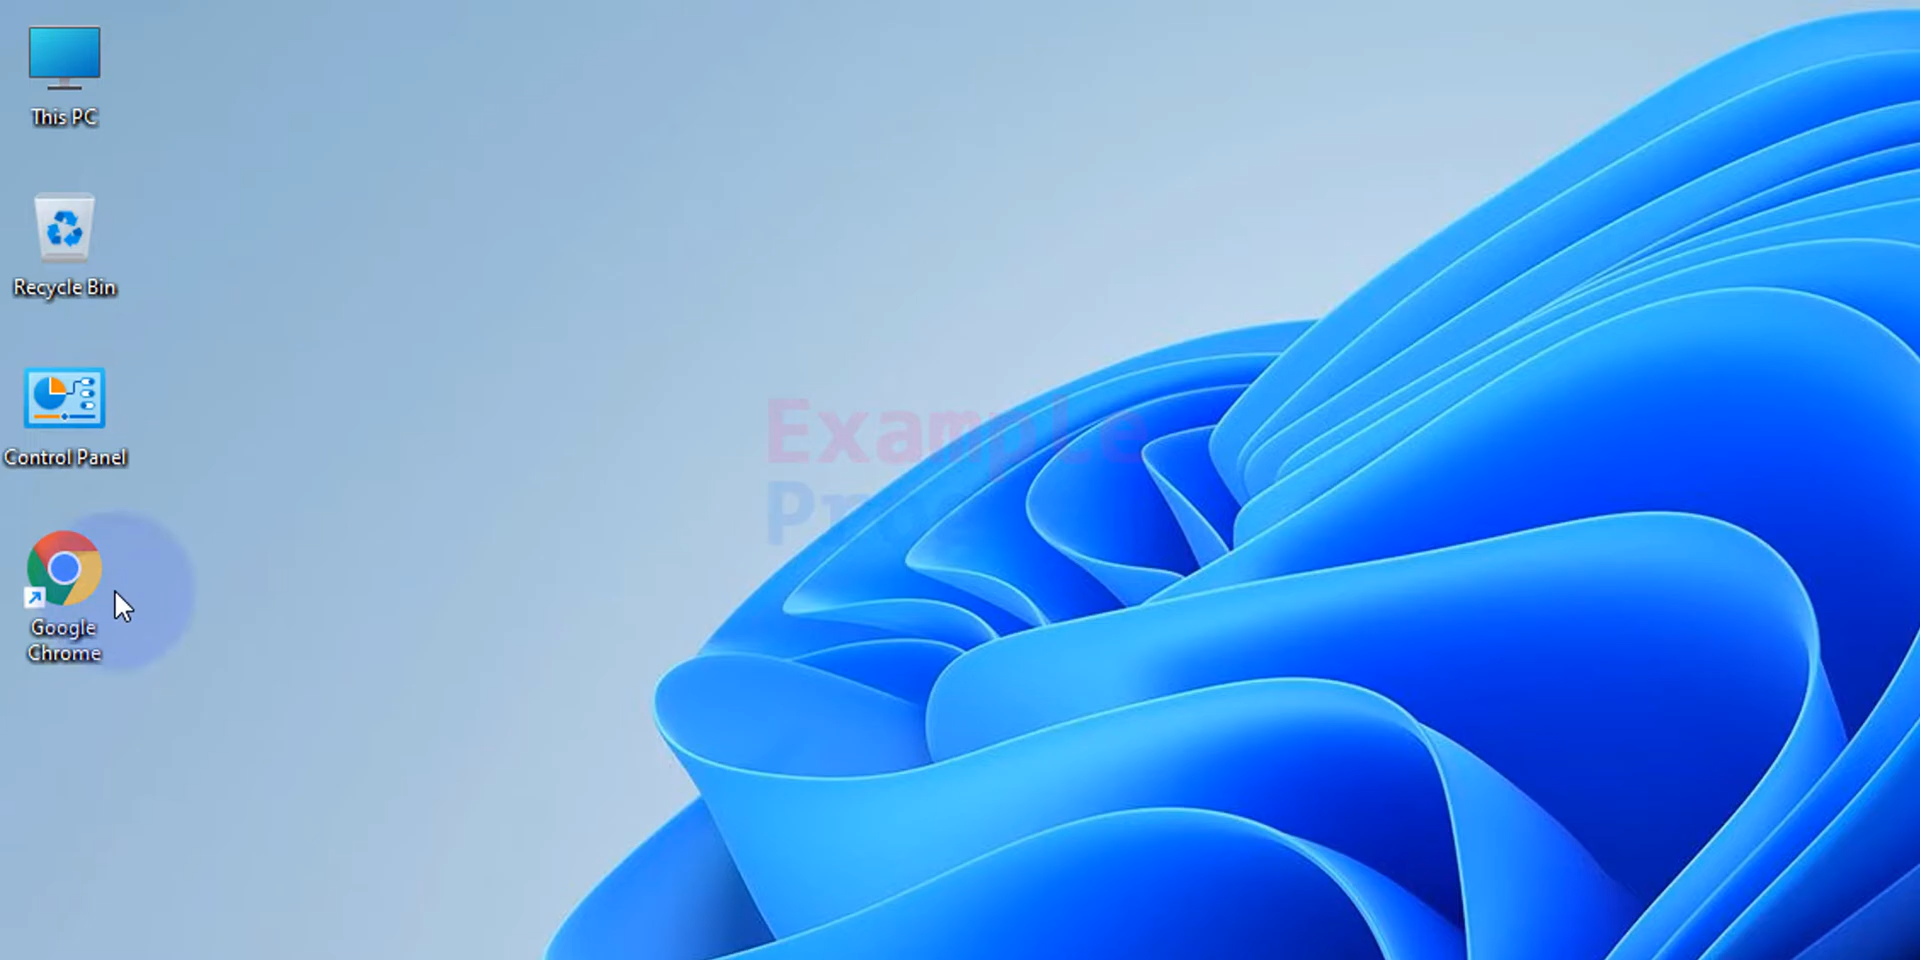 This PC
Recycle Bin
Control Panel
Google
Chrome
Example